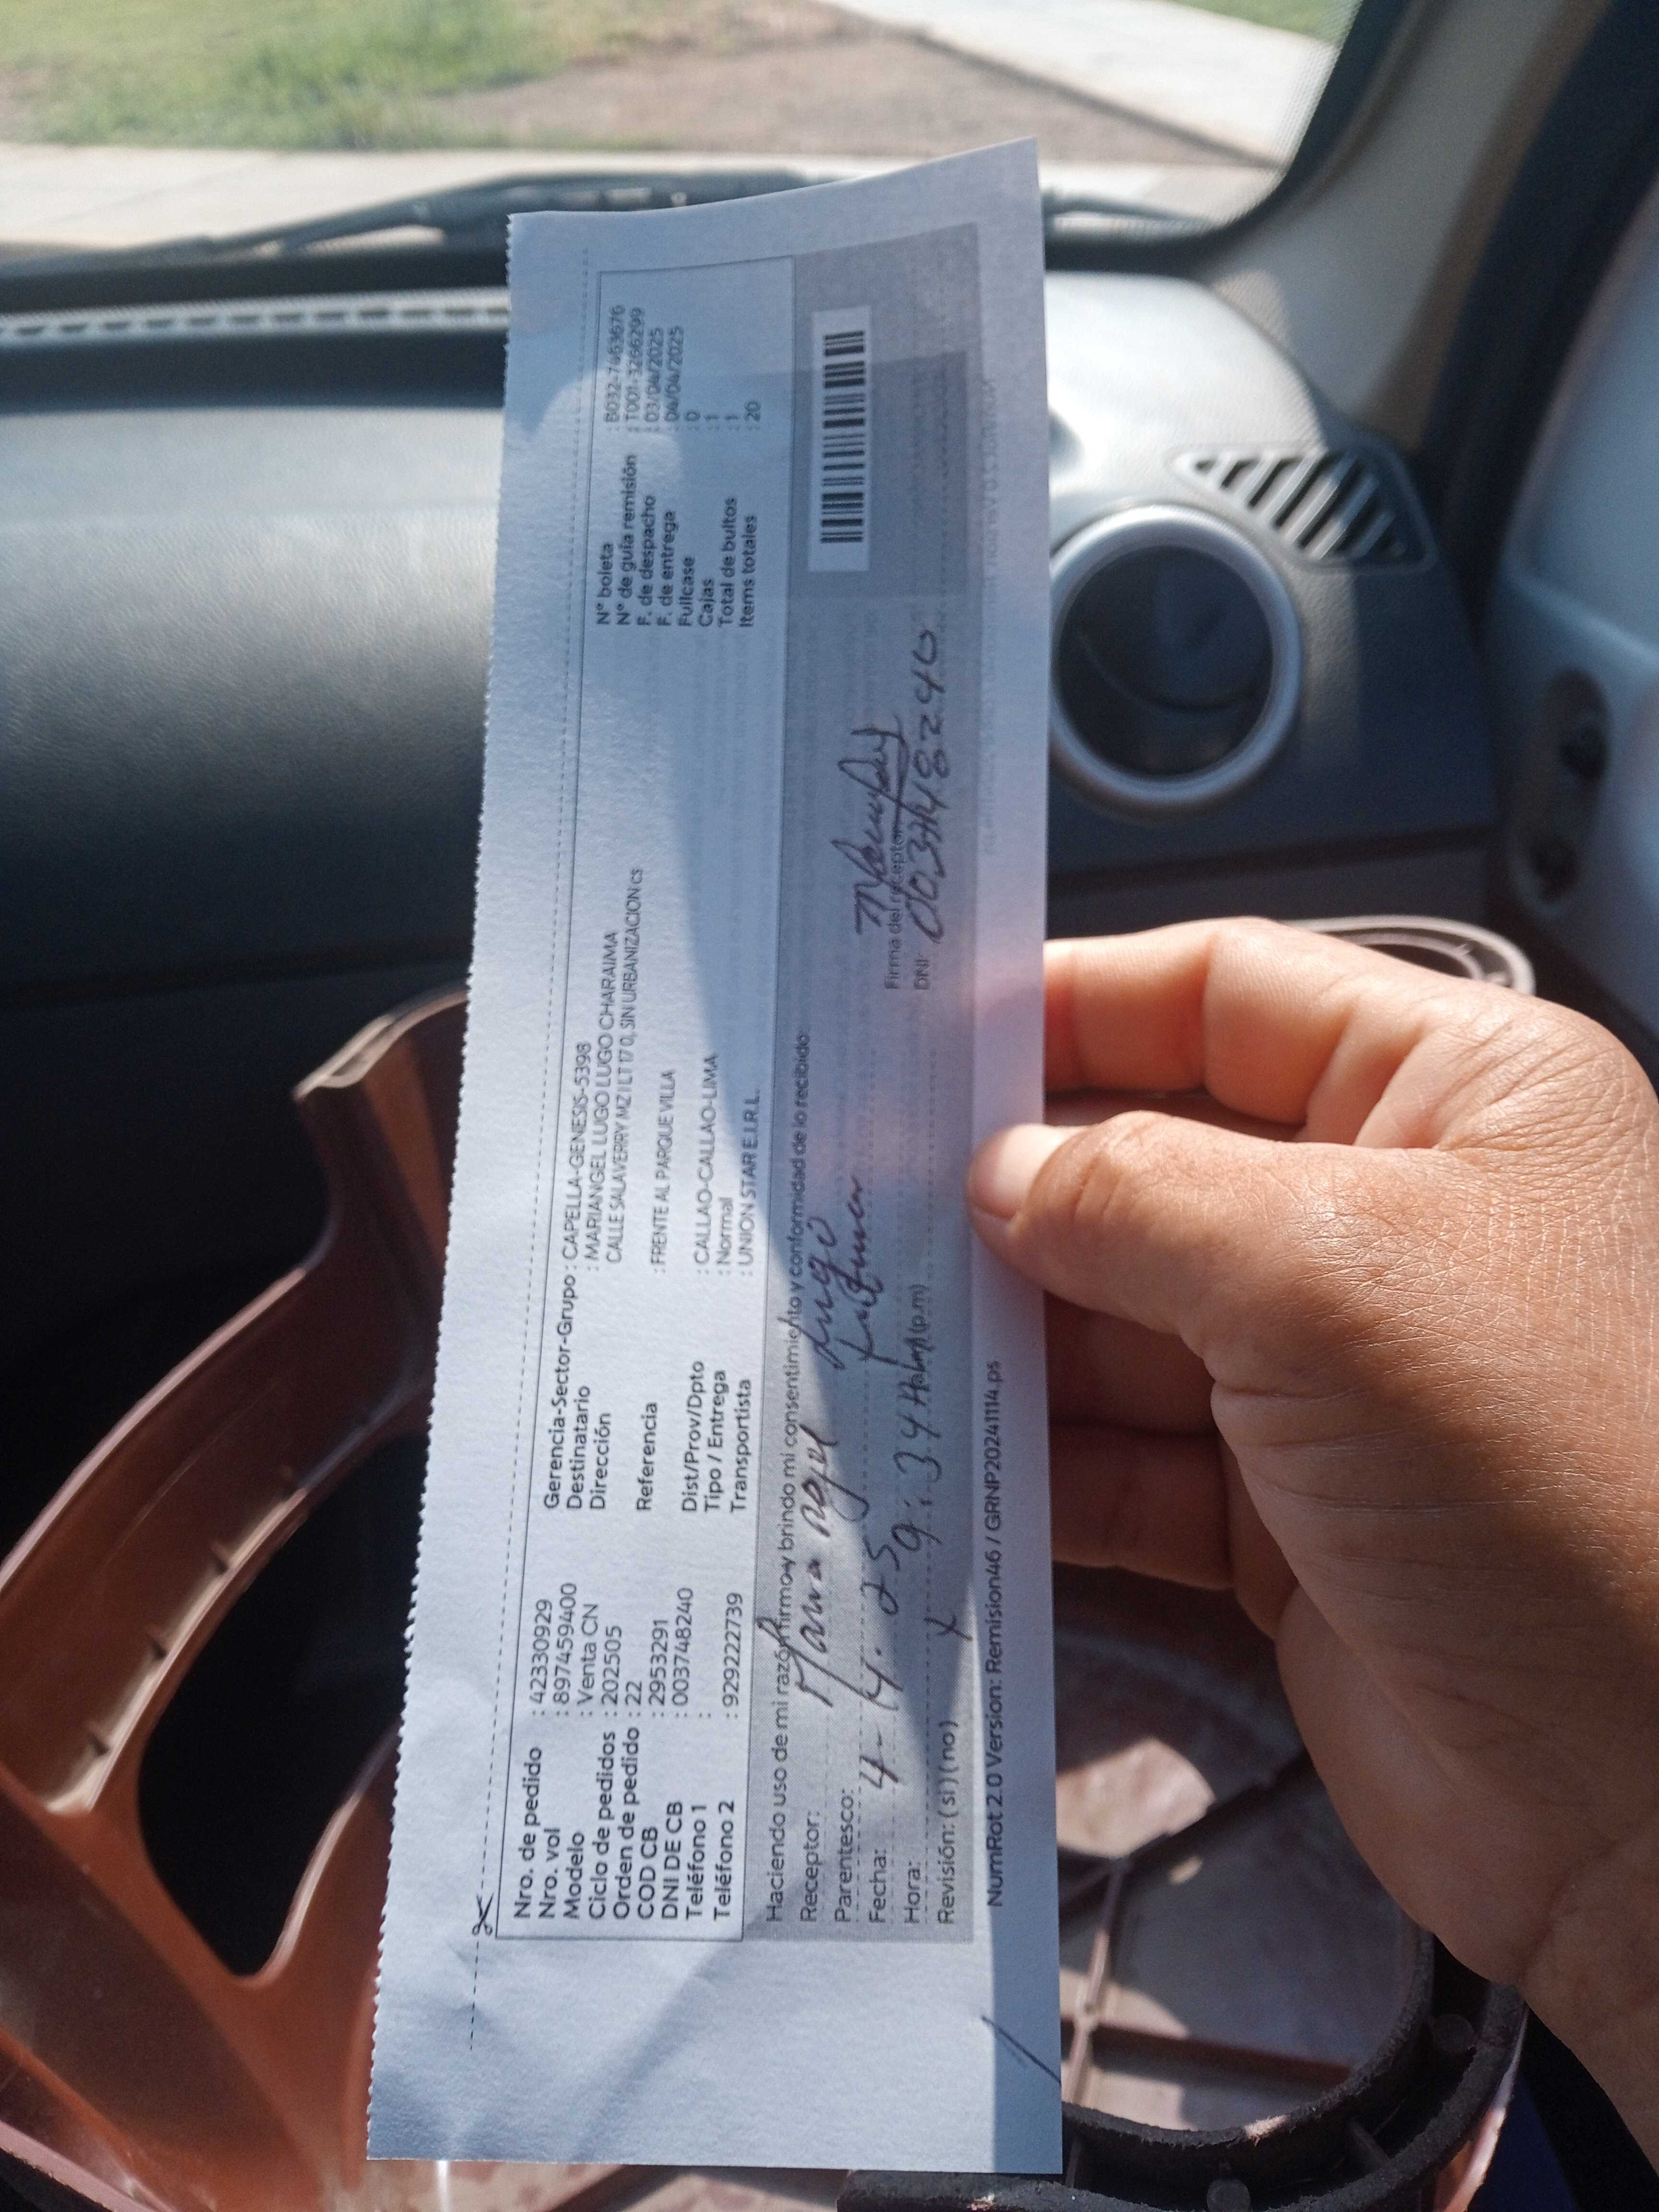 Nro. de pedido : 42330929
Nro. vol : 8974594​00
Modelo : Venta CN
Ciclo de pedidos : 202505
Orden de pedido : 22
COD CB : 2953291
DNI DE CB : 003748240
Teléfono 1 :
Teléfono 2 : 929222739
Gerencia-Sector-Grupo : CAPELLA-GENESIS-5398
Destinatario : MARIANGEL LUGO LUGO CHARAIMA
Dirección CALLE SALAVERRY MZ I LT 17 0, SIN URBANIZACION cs
Referencia : FRENTE AL PARQUE VILLA
Dist/Prov/Dpto : CALLAO-CALLAO-LIMA
Tipo / Entrega : Normal
Transportista : UNION STAR E.I.R.L.
N° boleta : B032-7463676
N° de guía remisión : T001-3266299
F. de despacho : 03/04/2025
F. de entrega : 04/04/2025
Fullcase : 0
Cajas : 1
Total de bultos : 1
Items totales : 20
Haciendo uso de mi razón firmo y brindo mi consentimiento y conformidad de lo recibido:
Receptor: Maria Angel Lugo
Parentesco:
Fecha: 4-4-25
Hora: 9:34 (a.m) (p.m)
Revisión: (si) (no) X
Firma del receptor
DNI: 003748240
NumRot 2.0 Version: Remision46 / GRNP20241114.ps